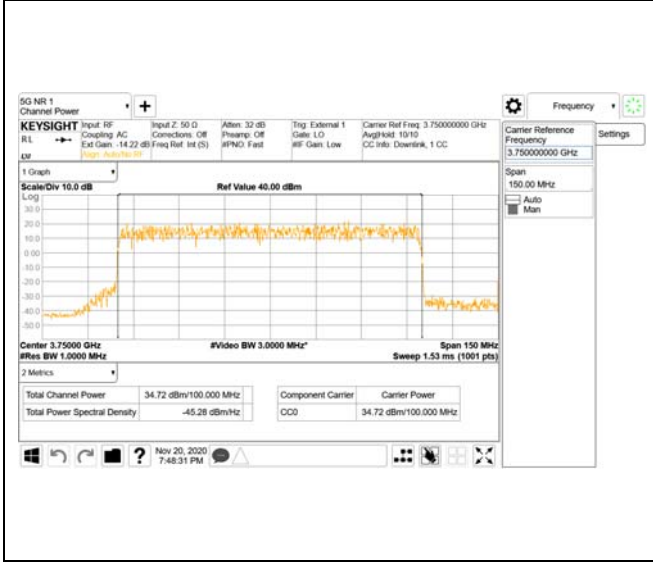 5G NR 1
Channel Power
Frequency
KEYSIGHT
Input: RF
Input Z: 50 Ω
Atten: 32 dB
Trig: External 1
Carrier Ref Freq: 3.750000000 GHz
RL
Coupling: AC
Corrections: Off
Preamp: Off
Gate: LO
Avg|Hold: 10/10
Ext Gain: -14.22 dB
Freq Ref: Int (S)
#PNO: Fast
#IF Gain: Low
CC Info: Downlink, 1 CC
Align: Auto/No RF
Carrier Reference
Frequency
3.750000000 GHz
Settings
Span
150.00 MHz
Auto
Man
1 Graph
Scale/Div 10.0 dB
Ref Value 40.00 dBm
Log
30.0
20.0
10.0
0.00
-10.0
-20.0
-30.0
-40.0
-50.0
Center 3.75000 GHz
#Video BW 3.0000 MHz*
Span 150 MHz
#Res BW 1.0000 MHz
Sweep 1.53 ms (1001 pts)
2 Metrics
Total Channel Power
34.72 dBm/100.000 MHz
Component Carrier
Carrier Power
Total Power Spectral Density
-45.28 dBm/Hz
CC0
34.72 dBm/100.000 MHz
?
Nov 20, 2020
7:48:31 PM